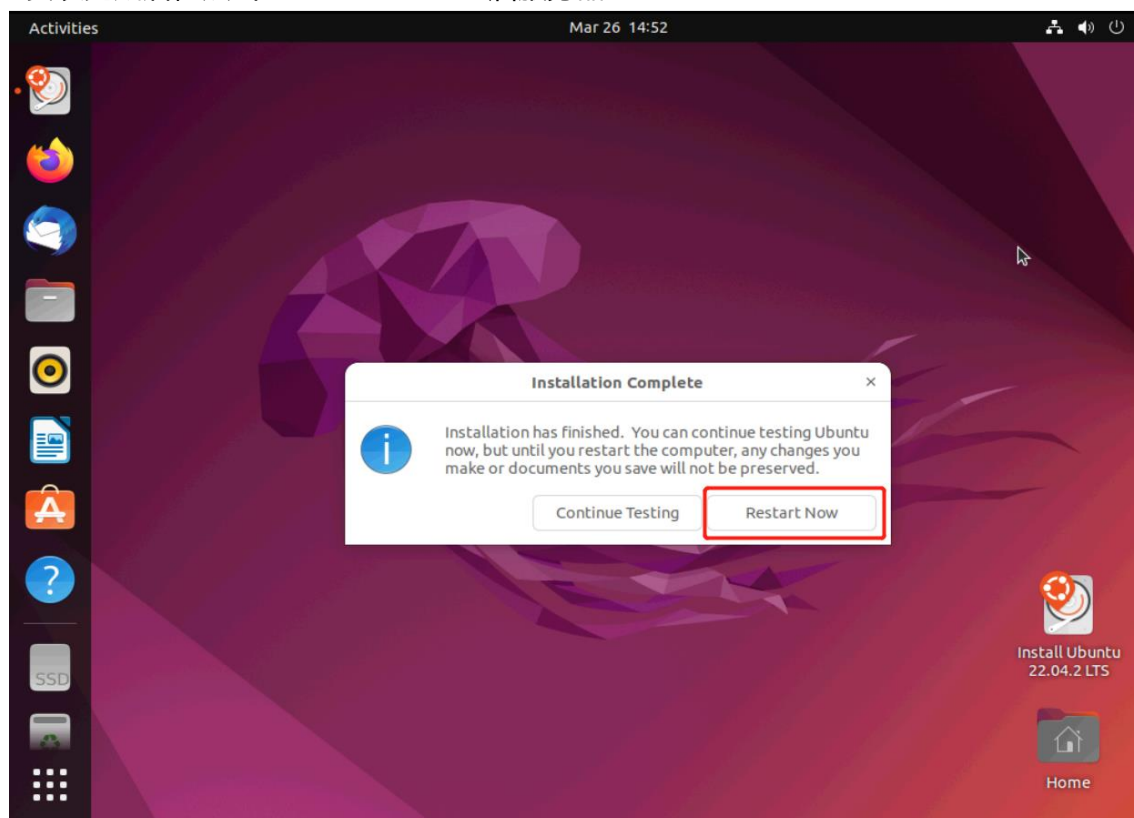 Activities
Mar 26 14:52
Installation Complete
Installation has finished. You can continue testing Ubuntu
now, but until you restart the computer, any changes you
make or documents you save will not be preserved.
Continue Testing
Restart Now
SSD
Install Ubuntu
22.04.2 LTS
Home